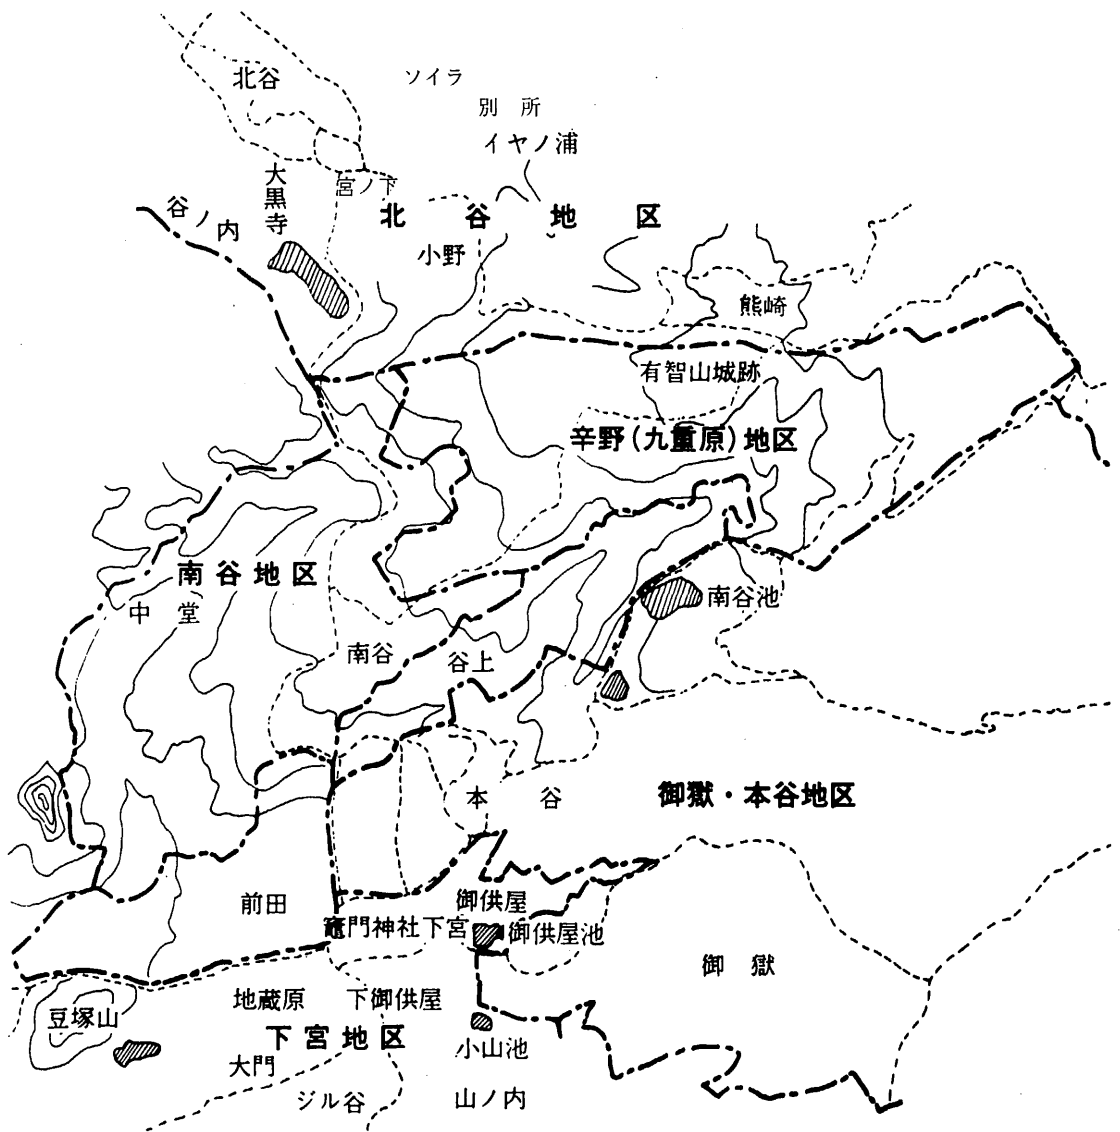 北谷
ソイラ
別所
イヤノ浦
大黒寺
宮ノ下
谷ノ内
北谷地区
小野
熊崎
有智山城跡
辛野(九重原)地区
南谷地区
中堂
南谷池
南谷
谷上
本谷
御獄・本谷地区
前田
御供屋
竈門神社下宮
御供屋池
御獄
地蔵原
下御供屋
豆塚山
下宮地区
小山池
大門
ジル谷
山ノ内